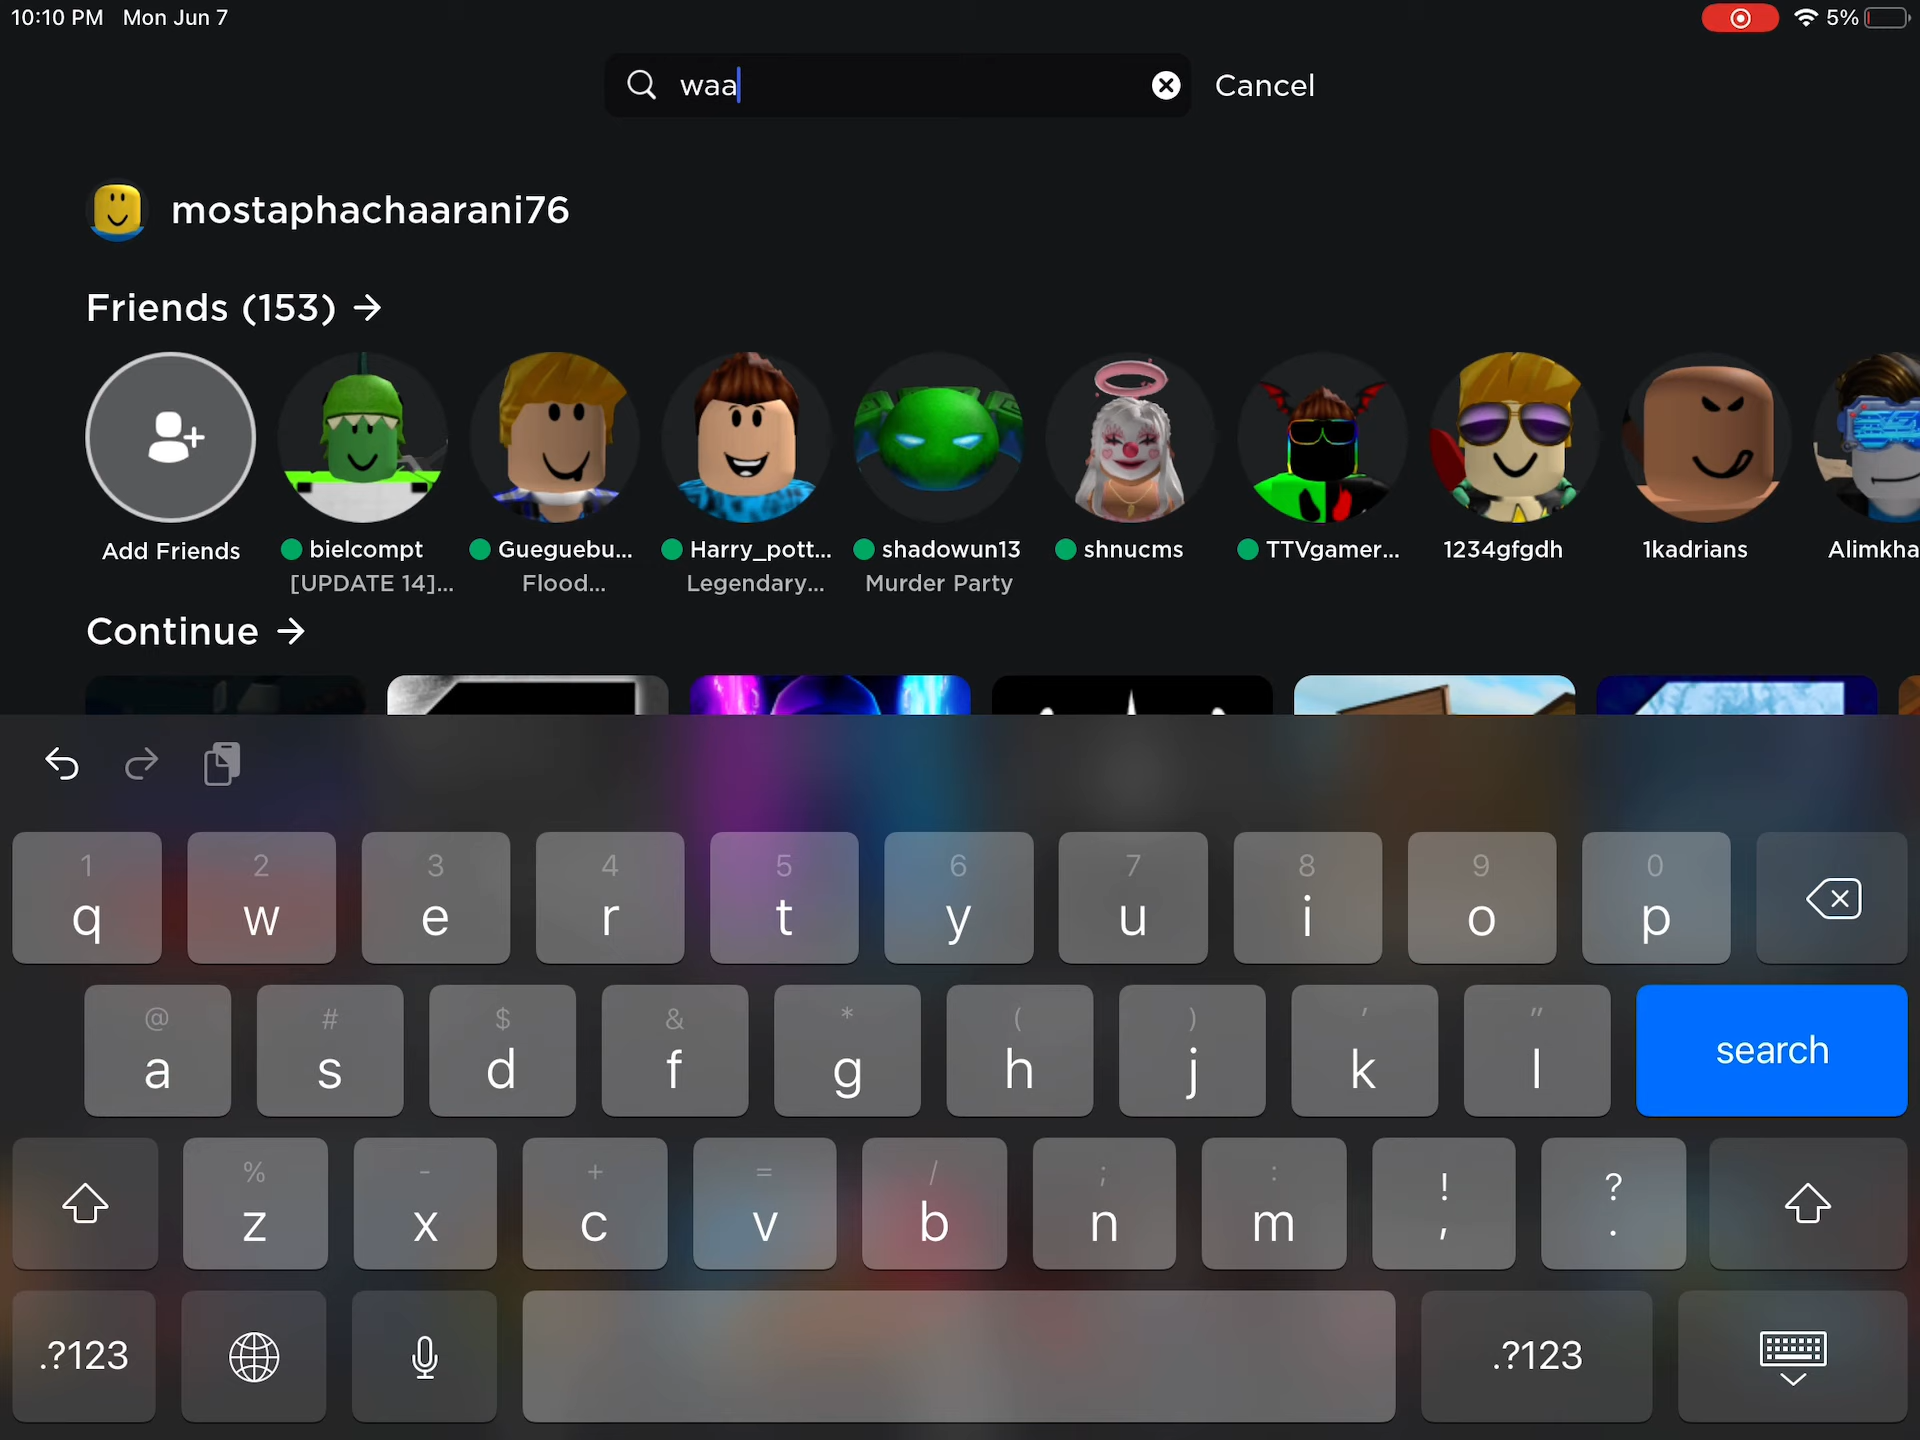 10:10 PM Mon Jun 7
5%
waa
Cancel
mostaphachaarani76
Friends (153) →
Add Friends
bielcompt
Gueguebu...
Harry_pott...
shadowun13
shnucms
TTVgamer...
1234gfgdh
1kadrians
Alimkha
[UPDATE 14]...
Flood...
Legendary...
Murder Party
Continue →
1 2 3 4 5 6 7 8 9 0
q w e r t y u i o p
@ # $ & * ( ) ' "
a s d f g h j k l
search
% - + = / ; : ! ?
z x c v b n m , .
.?123
.?123